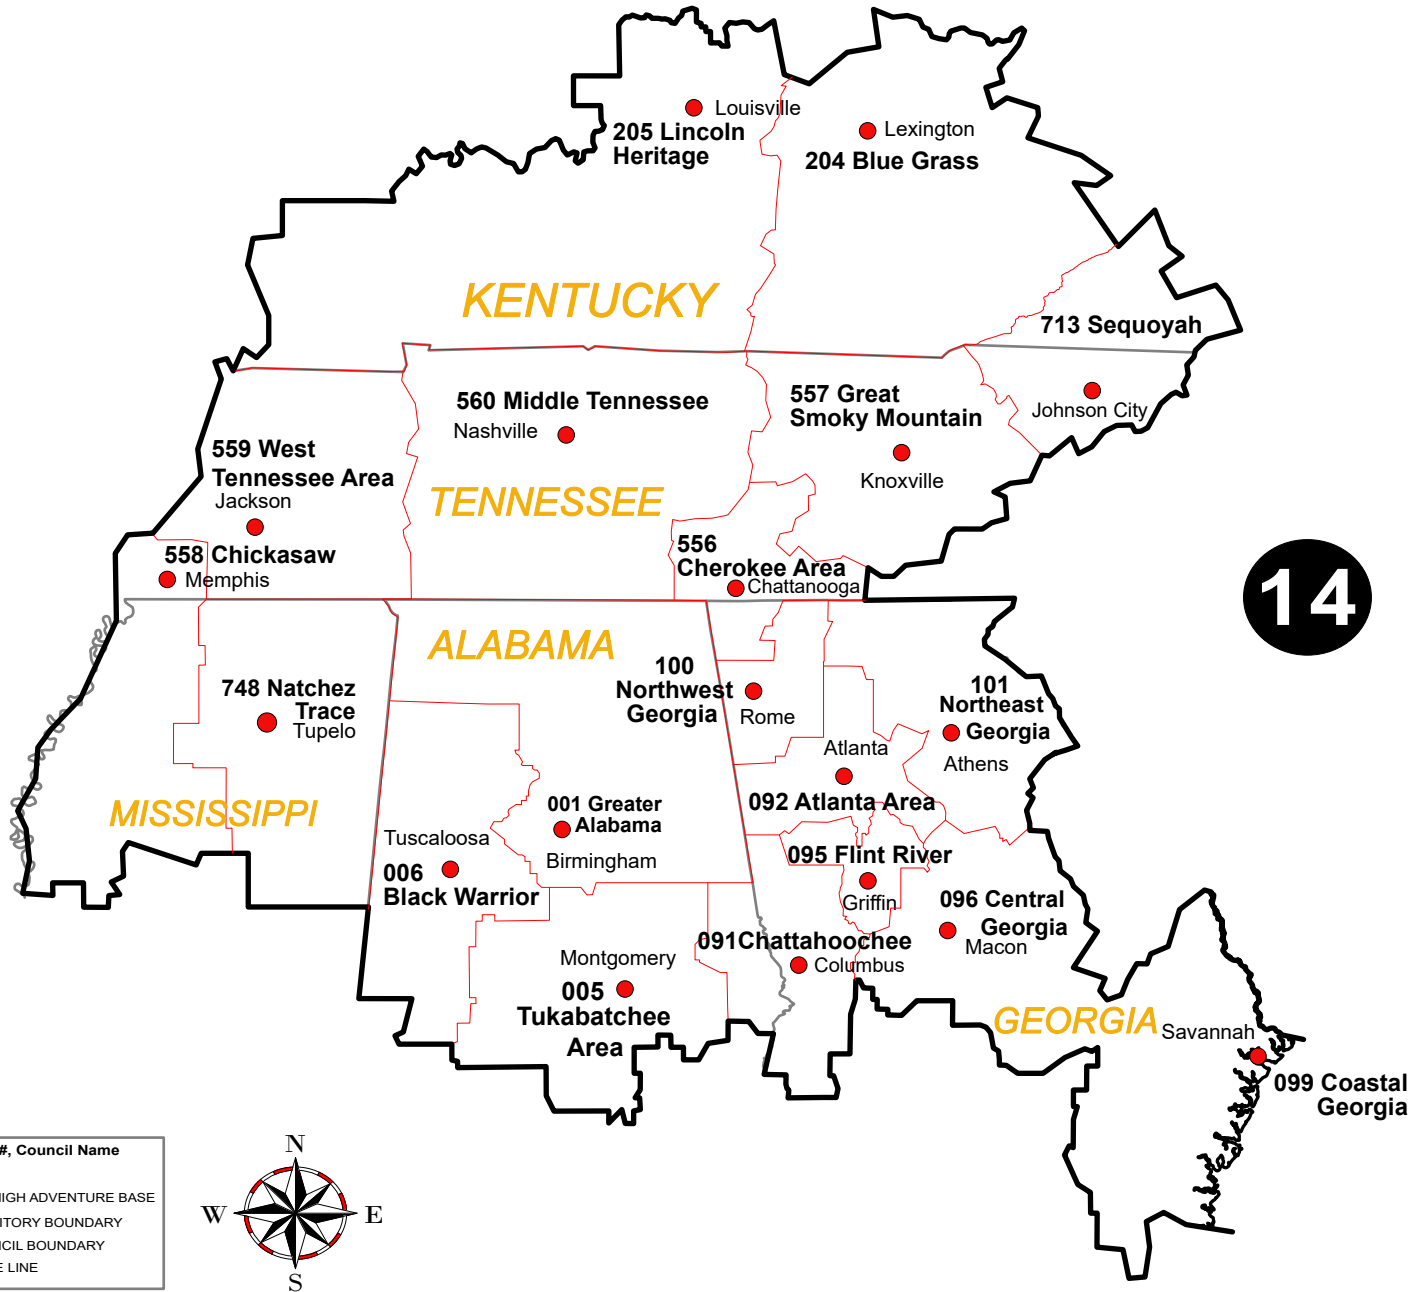 Louisville
205 Lincoln
Heritage
Lexington
204 Blue Grass
KENTUCKY
713 Sequoyah
Johnson City
560 Middle Tennessee
Nashville
557 Great
Smoky Mountain
Knoxville
559 West
Tennessee Area
Jackson
TENNESSEE
558 Chickasaw
Memphis
556
Cherokee Area
Chattanooga
14
ALABAMA
100
Northwest
Georgia
Rome
101
Northeast
Georgia
Athens
748 Natchez
Trace
Tupelo
MISSISSIPPI
Atlanta
092 Atlanta Area
001 Greater
Alabama
Birmingham
Tuscaloosa
006
Black Warrior
095 Flint River
Griffin
096 Central
Georgia
Macon
091Chattahoochee
Columbus
Montgomery
005
Tukabatchee
Area
GEORGIA
Savannah
099 Coastal
Georgia
#, Council Name
HIGH ADVENTURE BASE
ITORY BOUNDARY
NCIL BOUNDARY
E LINE
N
W
E
S